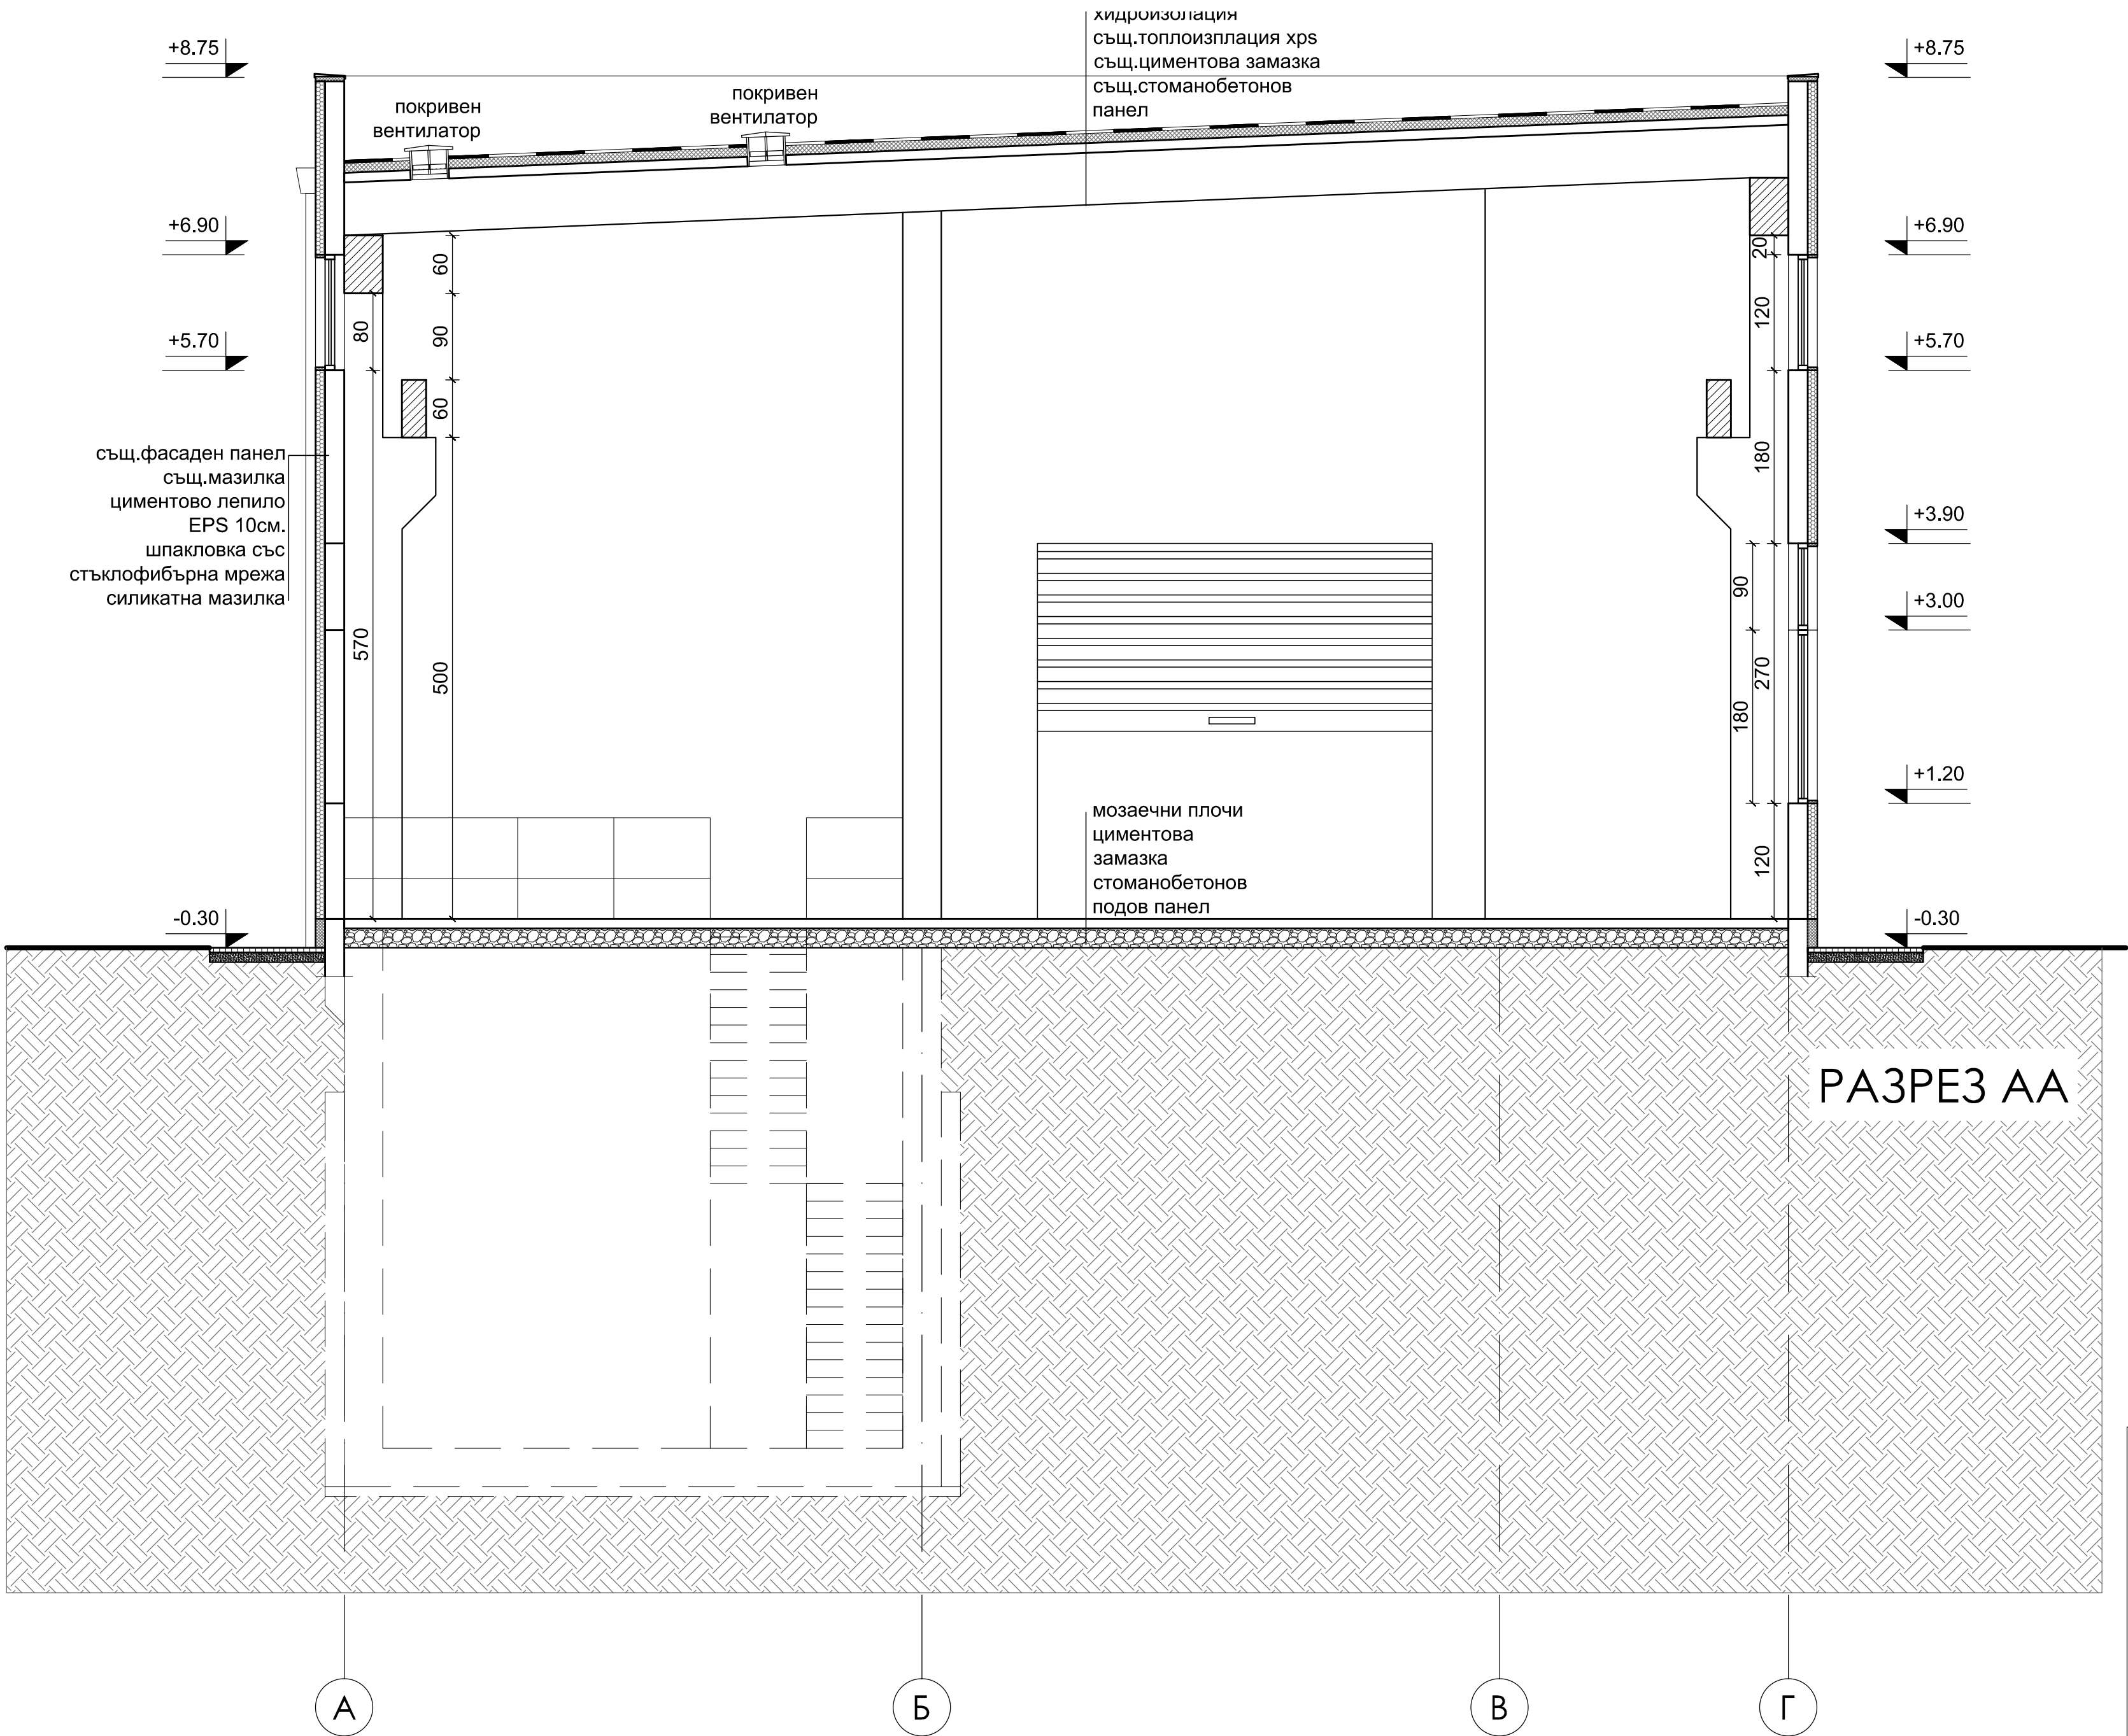 хидроизолация
същ.топлоизплация xps
същ.циментова замазка
същ.стоманобетонов
панел
+8.75
+8.75
покривен
вентилатор
покривен
вентилатор
+6.90
+6.90
+5.70
+5.70
60
90
60
80
570
500
20
120
180
90
270
180
120
същ.фасаден панел
същ.мазилка
циментово лепило
EPS 10см.
шпакловка със
стъклофибърна мрежа
силикатна мазилка
+3.90
+3.00
+1.20
мозаечни плочи
циментова
замазка
стоманобетонов
подов панел
-0.30
-0.30
РАЗРЕЗ АА
А
Б
В
Г